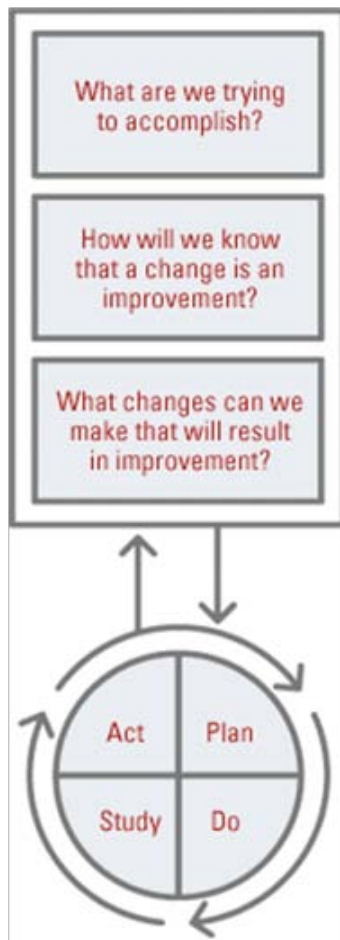 What are we trying
to accomplish?
How will we know
that a change is an
improvement?
What changes can we
make that will result
in improvement?
Act
Plan
Study
Do